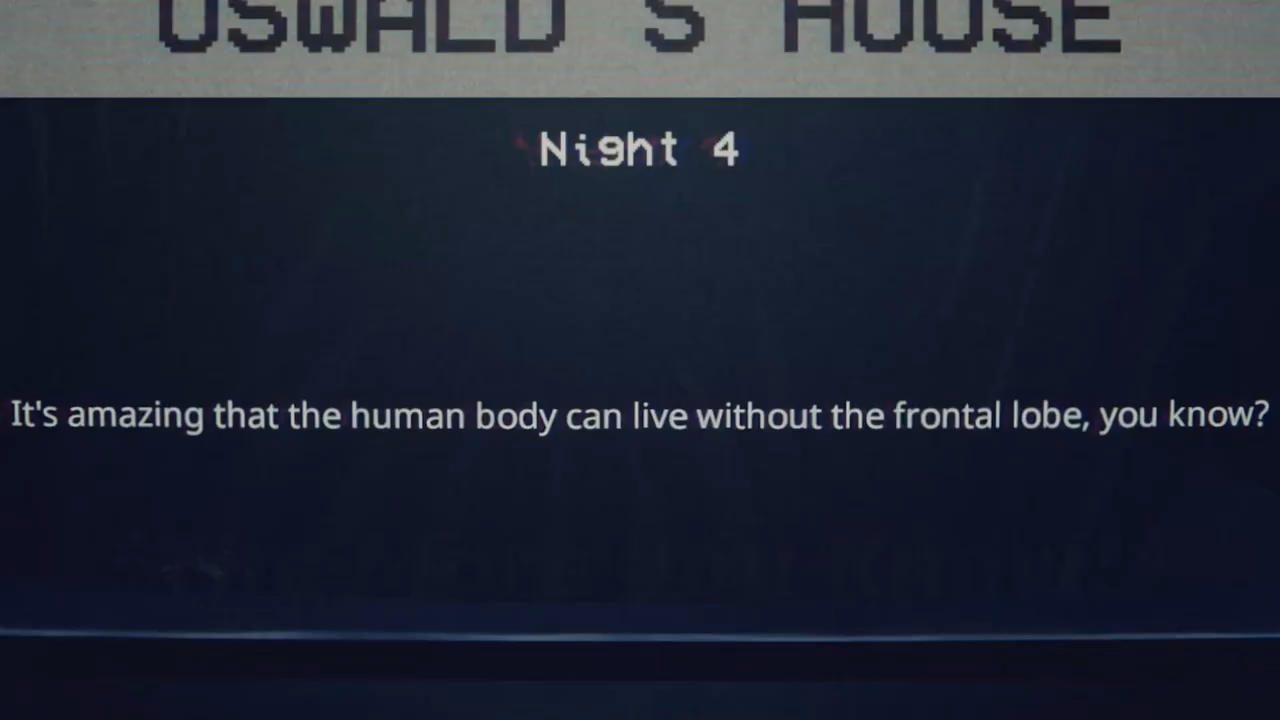 OSWALD'S HOUSE
Night 4
It's amazing that the human body can live without the frontal lobe, you know?